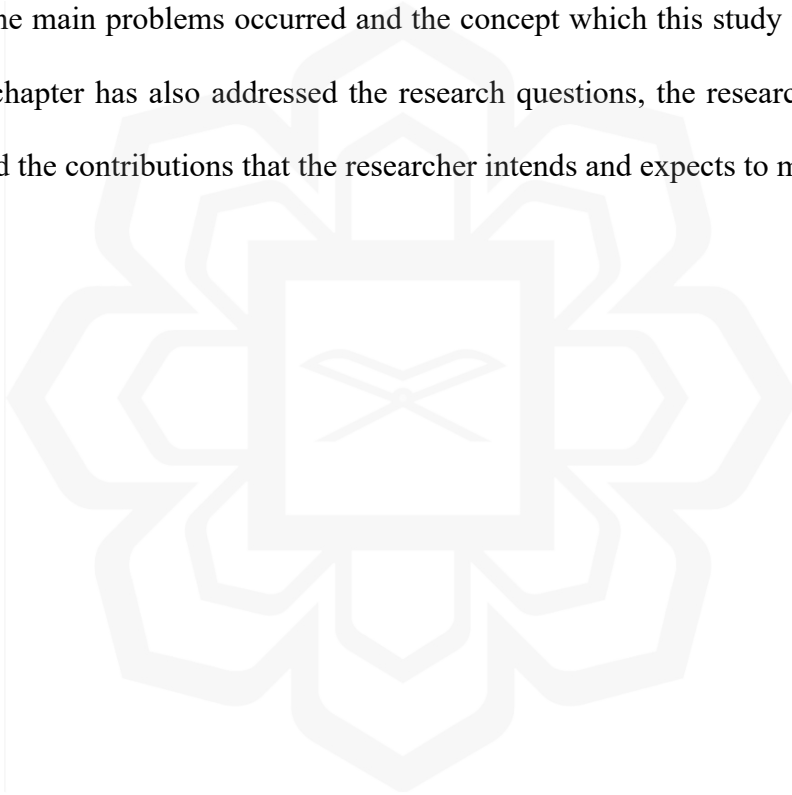 he main problems occurred and the concept which this study
chapter has also addressed the research questions, the researc
d the contributions that the researcher intends and expects to m